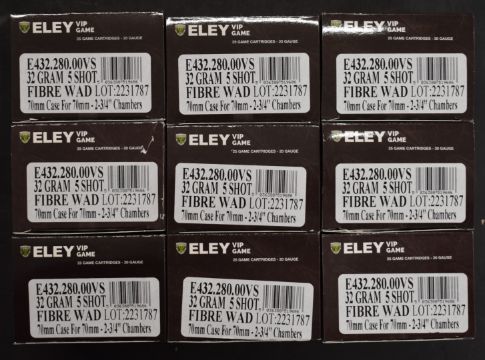 ELEY VIP GAME
25 GAME CARTRIDGES - 20 GAUGE
E432.280.00VS
32 GRAM 5 SHOT
FIBRE WAD LOT:2231787
70mm Case For 70mm - 2-3/4" Chambers
ELEY VIP GAME
25 GAME CARTRIDGES - 20 GAUGE
E432.280.00VS
32 GRAM 5 SHOT
FIBRE WAD LOT:2231787
70mm Case For 70mm - 2-3/4" Chambers
ELEY VIP GAME
25 GAME CARTRIDGES - 20 GAUGE
E432.280.00VS
32 GRAM 5 SHOT
FIBRE WAD LOT:2231787
70mm Case For 70mm - 2-3/4" Chambers
ELEY VIP GAME
25 GAME CARTRIDGES - 20 GAUGE
E432.280.00VS
32 GRAM 5 SHOT
FIBRE WAD LOT:2231787
70mm Case For 70mm - 2-3/4" Chambers
ELEY VIP GAME
25 GAME CARTRIDGES - 20 GAUGE
E432.280.00VS
32 GRAM 5 SHOT
FIBRE WAD LOT:2231787
70mm Case For 70mm - 2-3/4" Chambers
ELEY VIP GAME
25 GAME CARTRIDGES - 20 GAUGE
E432.280.00VS
32 GRAM 5 SHOT
FIBRE WAD LOT:2231787
70mm Case For 70mm - 2-3/4" Chambers
ELEY VIP GAME
25 GAME CARTRIDGES - 20 GAUGE
E432.280.00VS
32 GRAM 5 SHOT
FIBRE WAD LOT:2231787
70mm Case For 70mm - 2-3/4" Chambers
ELEY VIP GAME
25 GAME CARTRIDGES - 20 GAUGE
E432.280.00VS
32 GRAM 5 SHOT
FIBRE WAD LOT:2231787
70mm Case For 70mm - 2-3/4" Chambers
ELEY VIP GAME
25 GAME CARTRIDGES - 20 GAUGE
E432.280.00VS
32 GRAM 5 SHOT
FIBRE WAD LOT:2231787
70mm Case For 70mm - 2-3/4" Chambers